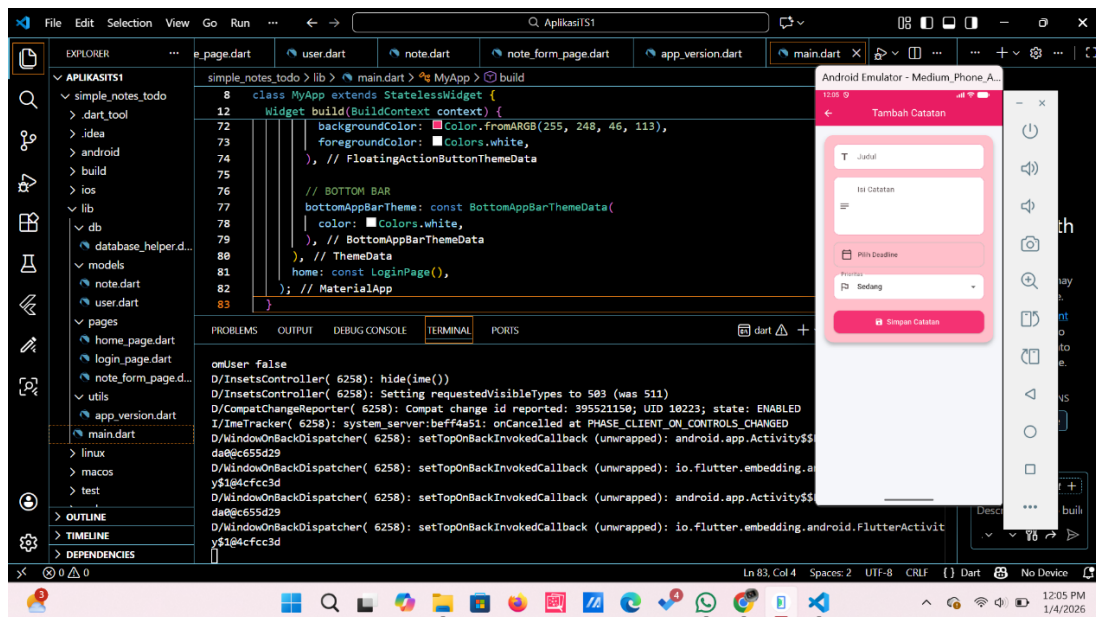 File Edit Selection View Go Run ··· AplikasiTS1
EXPLORER ···
e_page.dart user.dart note.dart note_form_page.dart app_version.dart main.dart
APLIKASITS1
simple_notes_todo
.dart_tool
.idea
android
build
ios
lib
db
database_helper.d...
models
note.dart
user.dart
pages
home_page.dart
login_page.dart
note_form_page.d...
utils
app_version.dart
main.dart
linux
macos
test
OUTLINE
TIMELINE
DEPENDENCIES
simple_notes_todo > lib > main.dart > MyApp > build
8 class MyApp extends StatelessWidget {
12 Widget build(BuildContext context) {
72 backgroundColor: Color.fromARGB(255, 248, 46, 113),
73 foregroundColor: Colors.white,
74 ), // FloatingActionButtonThemeData
75
76 // BOTTOM BAR
77 bottomAppBarTheme: const BottomAppBarThemeData(
78 color: Colors.white,
79 ), // BottomAppBarThemeData
80 ), // ThemeData
81 home: const LoginPage(),
82 ); // MaterialApp
83 }
PROBLEMS OUTPUT DEBUG CONSOLE TERMINAL PORTS dart
omUser false
D/InsetsController( 6258): hide(ime())
D/InsetsController( 6258): Setting requestedVisibleTypes to 503 (was 511)
D/CompatChangeReporter( 6258): Compat change id reported: 395521150; UID 10223; state: ENABLED
I/ImeTracker( 6258): system_server:beff4a51: onCancelled at PHASE_CLIENT_ON_CONTROLS_CHANGED
D/WindowOnBackDispatcher( 6258): setTopOnBackInvokedCallback (unwrapped): android.app.Activity$$
da0@c655d29
D/WindowOnBackDispatcher( 6258): setTopOnBackInvokedCallback (unwrapped): io.flutter.embedding.a
y$1@4cfcc3d
D/WindowOnBackDispatcher( 6258): setTopOnBackInvokedCallback (unwrapped): android.app.Activity$$
da0@c655d29
D/WindowOnBackDispatcher( 6258): setTopOnBackInvokedCallback (unwrapped): io.flutter.embedding.android.FlutterActivit
y$1@4cfcc3d
Android Emulator - Medium_Phone_A...
12:05
Tambah Catatan
Judul
Isi Catatan
Pilih Deadline
Prioritas
Sedang
Simpan Catatan
0 0 Ln 83, Col 4 Spaces: 2 UTF-8 CRLF {} Dart No Device
3 4
12:05 PM
1/4/2026